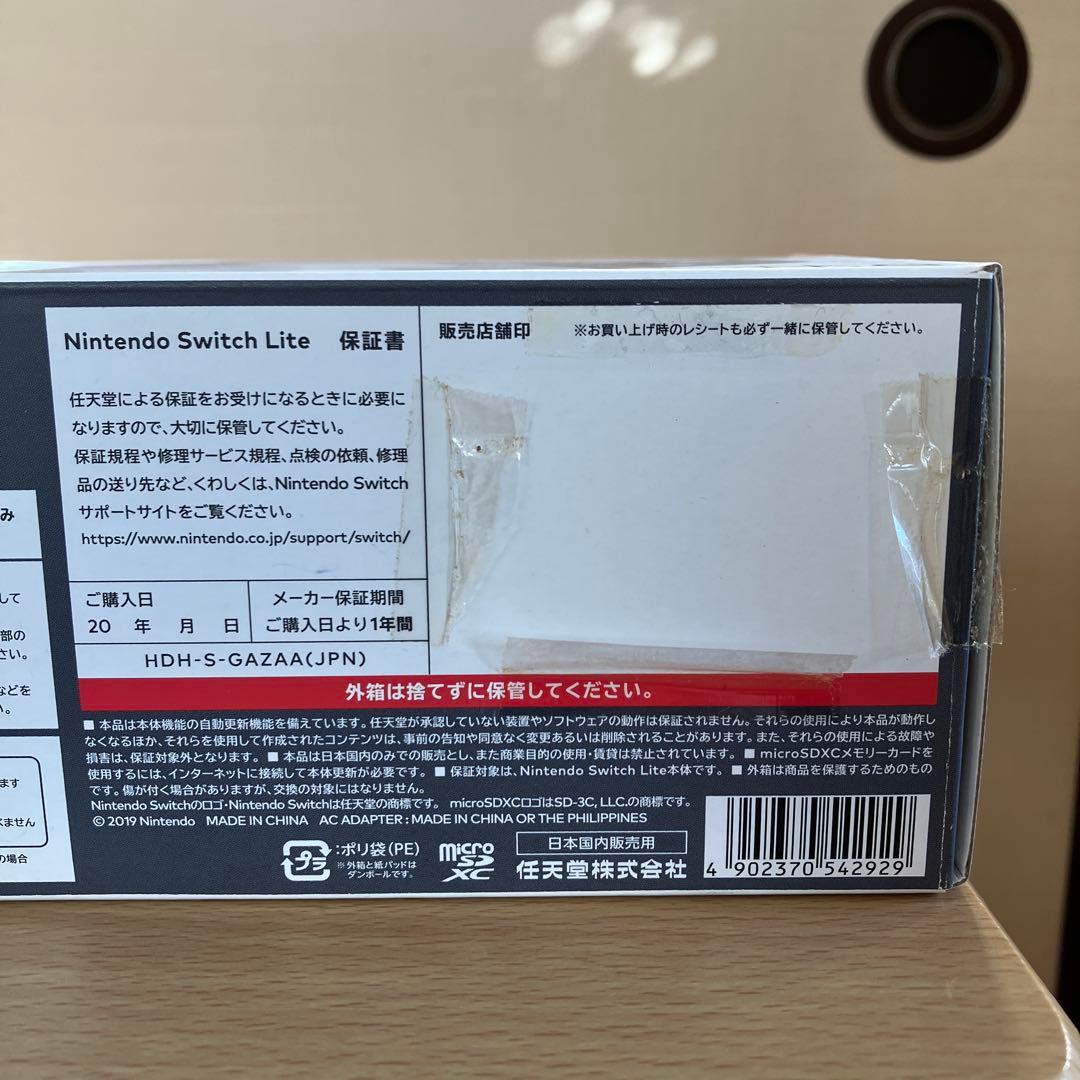 Nintendo Switch Lite 保証書
任天堂による保証をお受けになるときに必要に
なりますので、大切に保管してください。
保証規程や修理サービス規程、点検の依頼、修理
品の送り先など、くわしくは、Nintendo Switch
サポートサイトをご覧ください。
https://www.nintendo.co.jp/support/switch/
ご購入日
20 年 月 日
メーカー保証期間
ご購入日より1年間
HDH-S-GAZAA(JPN)
販売店舗印 ※お買い上げ時のレシートも必ず一緒に保管してください。
外箱は捨てずに保管してください。
■ 本品は本体機能の自動更新機能を備えています。任天堂が承認していない装置やソフトウェアの動作は保証されません。それらの使用により本品が動作し
なくなるほか、それらを使用して作成されたコンテンツは、事前の告知や同意なく変更あるいは削除されることがあります。また、それらの使用による故障や
損害は、保証対象外となります。■ 本品は日本国内のみでの販売とし、また商業目的の使用・賃貸は禁止されています。■ microSDXCメモリーカードを
使用するには、インターネットに接続して本体更新が必要です。■ 保証対象は、Nintendo Switch Lite本体です。■ 外箱は商品を保護するためのもの
です。傷が付く場合がありますが、交換の対象にはなりません。
Nintendo Switchのロゴ・Nintendo Switchは任天堂の商標です。 microSDXCロゴはSD-3C, LLC.の商標です。
© 2019 Nintendo MADE IN CHINA AC ADAPTER : MADE IN CHINA OR THE PHILIPPINES
プラ
:ポリ袋(PE)
※外箱と紙パッドは
ダンボールです。
micro
SD
XC
日本国内販売用
任天堂株式会社
4 902370 542929
み
して
部の
さい。
などを
い。
ます
べません
の場合